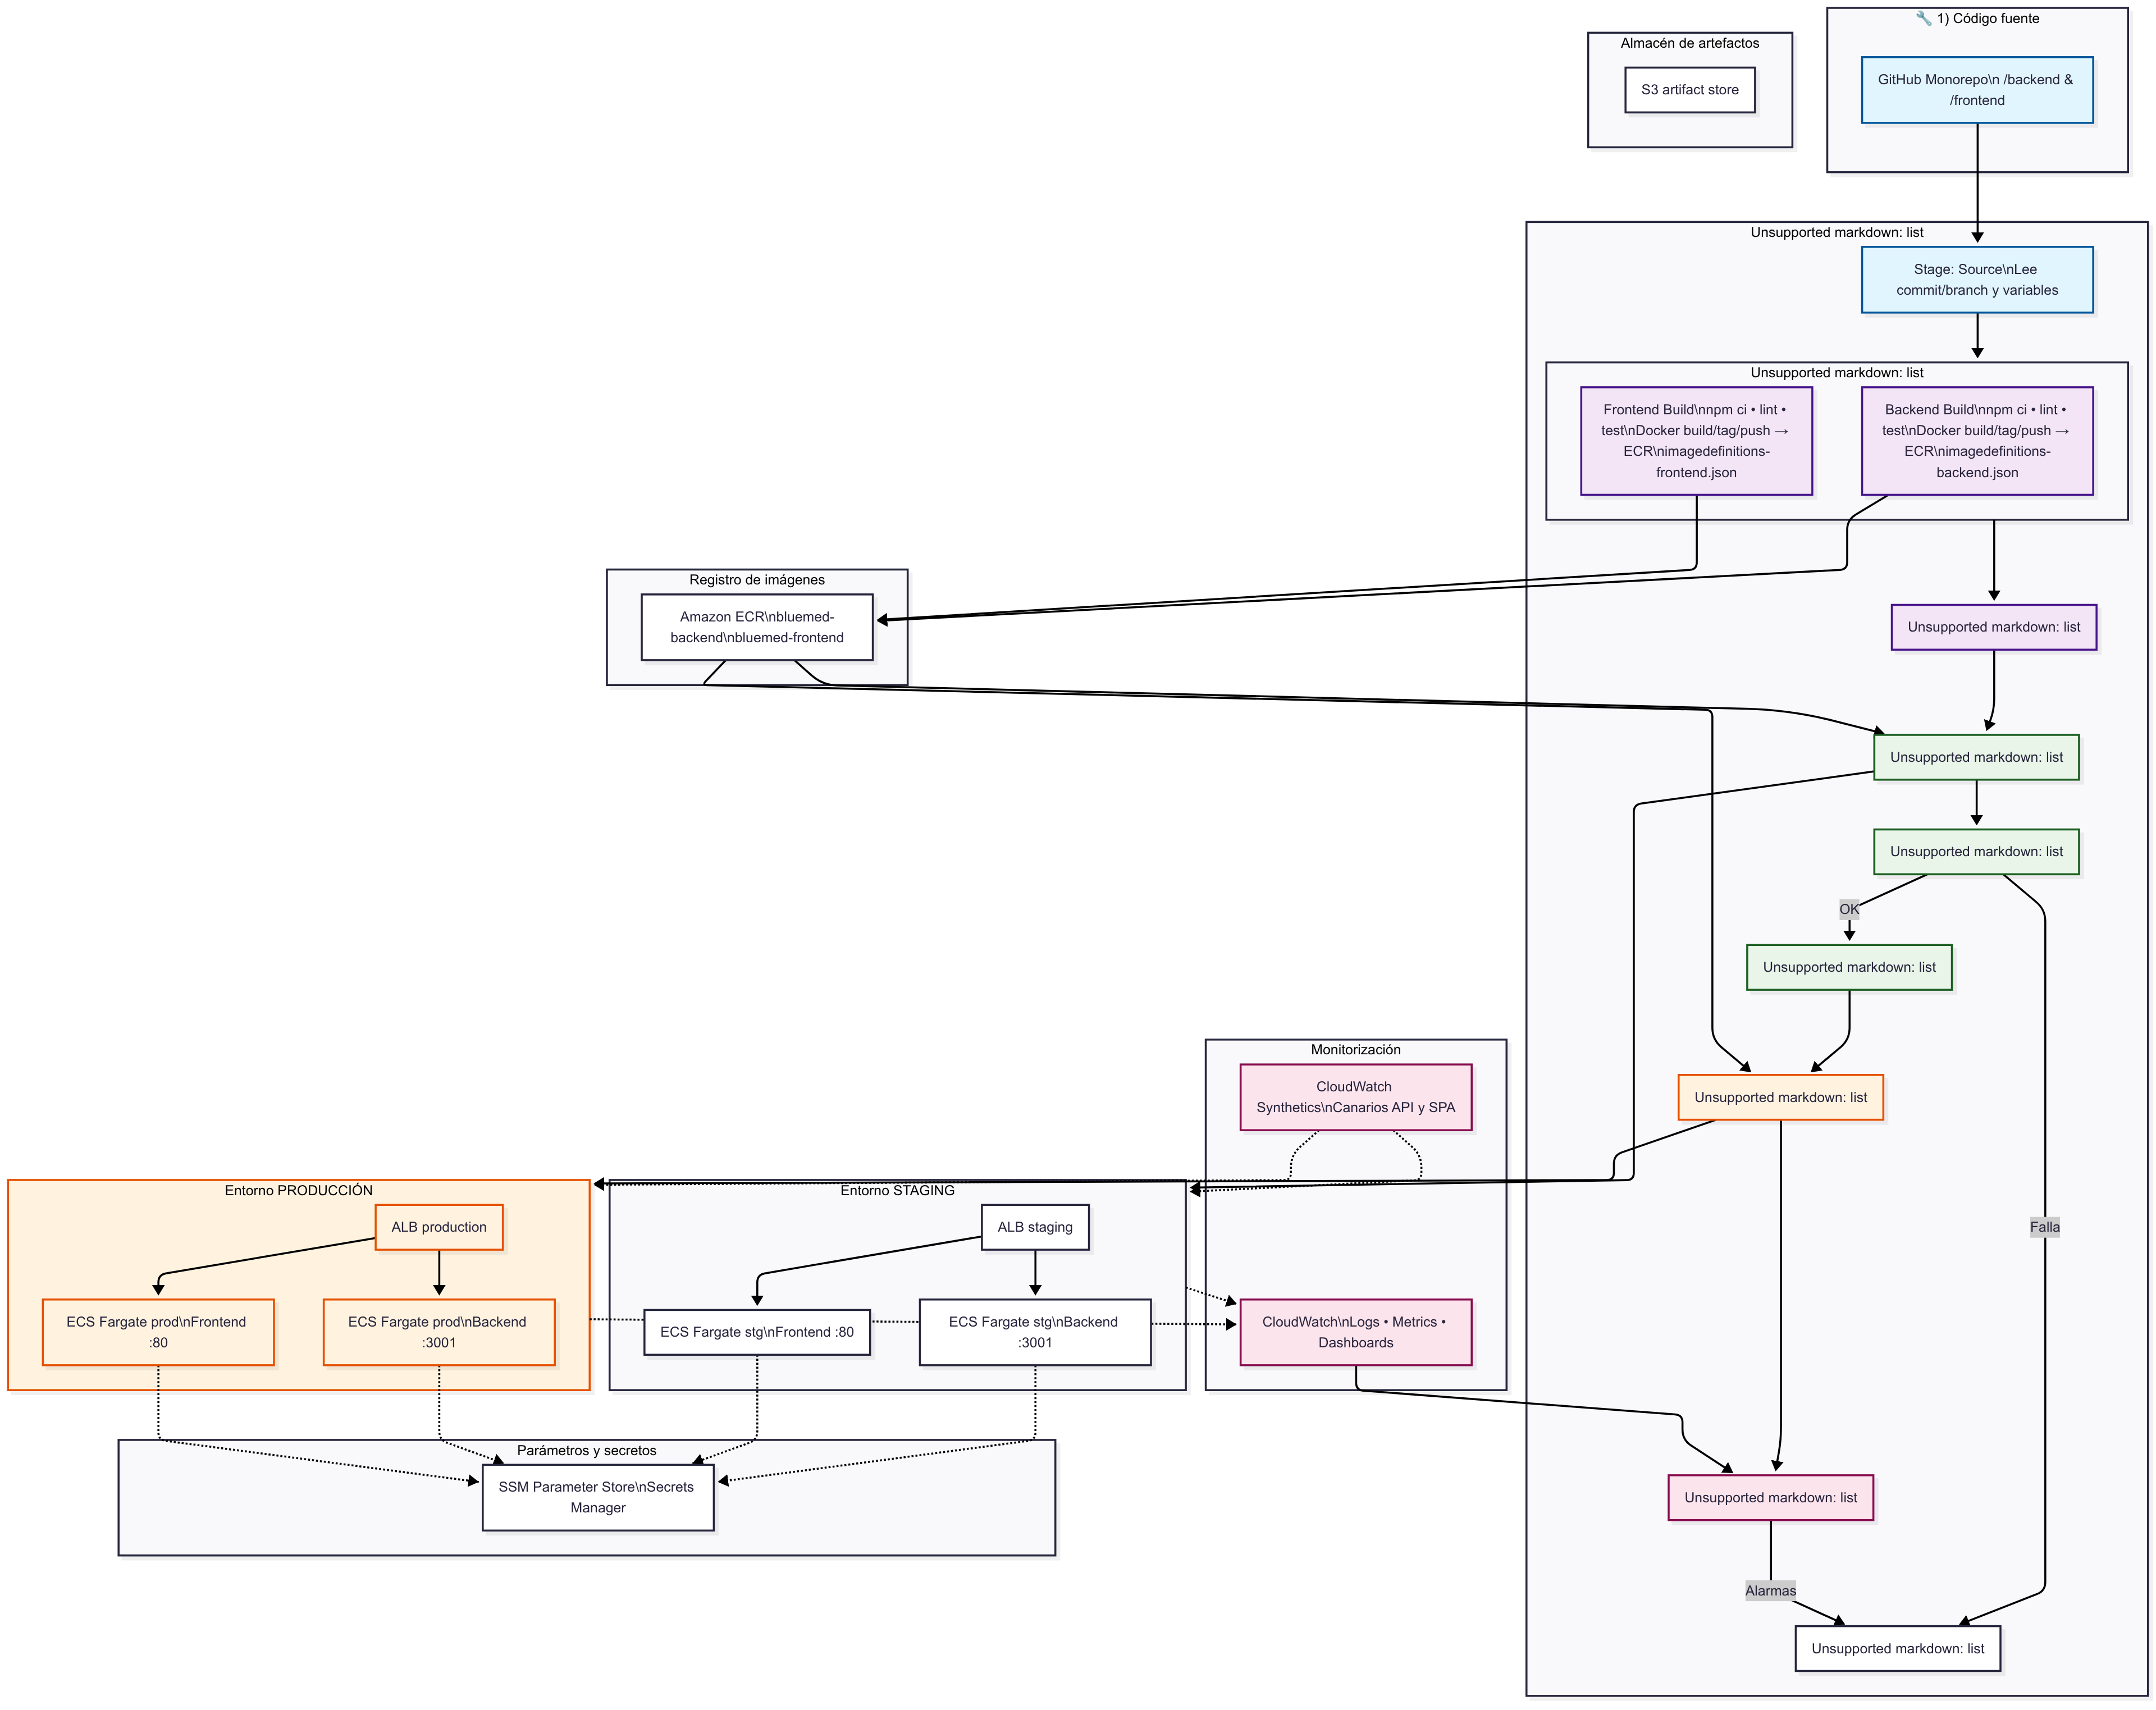 🔧 1) Código fuente
GitHub Monorepo\n /backend &
/frontend
Almacén de artefactos
S3 artifact store
Unsupported markdown: list
Stage: Source\nLee
commit/branch y variables
Unsupported markdown: list
Frontend Build\nnpm ci • lint •
test\nDocker build/tag/push →
ECR\nimagedefinitions-
frontend.json
Backend Build\nnpm ci • lint •
test\nDocker build/tag/push →
ECR\nimagedefinitions-
backend.json
Registro de imágenes
Amazon ECR\nbluemed-
backend\nbluemed-frontend
Unsupported markdown: list
Unsupported markdown: list
Unsupported markdown: list
OK
Unsupported markdown: list
Monitorización
CloudWatch
Synthetics\nCanarios API y SPA
Unsupported markdown: list
Entorno PRODUCCIÓN
ALB production
ECS Fargate prod\nFrontend
:80
ECS Fargate prod\nBackend
:3001
Entorno STAGING
ALB staging
ECS Fargate stg\nFrontend :80
ECS Fargate stg\nBackend
:3001
CloudWatch\nLogs • Metrics •
Dashboards
Falla
Parámetros y secretos
SSM Parameter Store\nSecrets
Manager
Unsupported markdown: list
Alarmas
Unsupported markdown: list